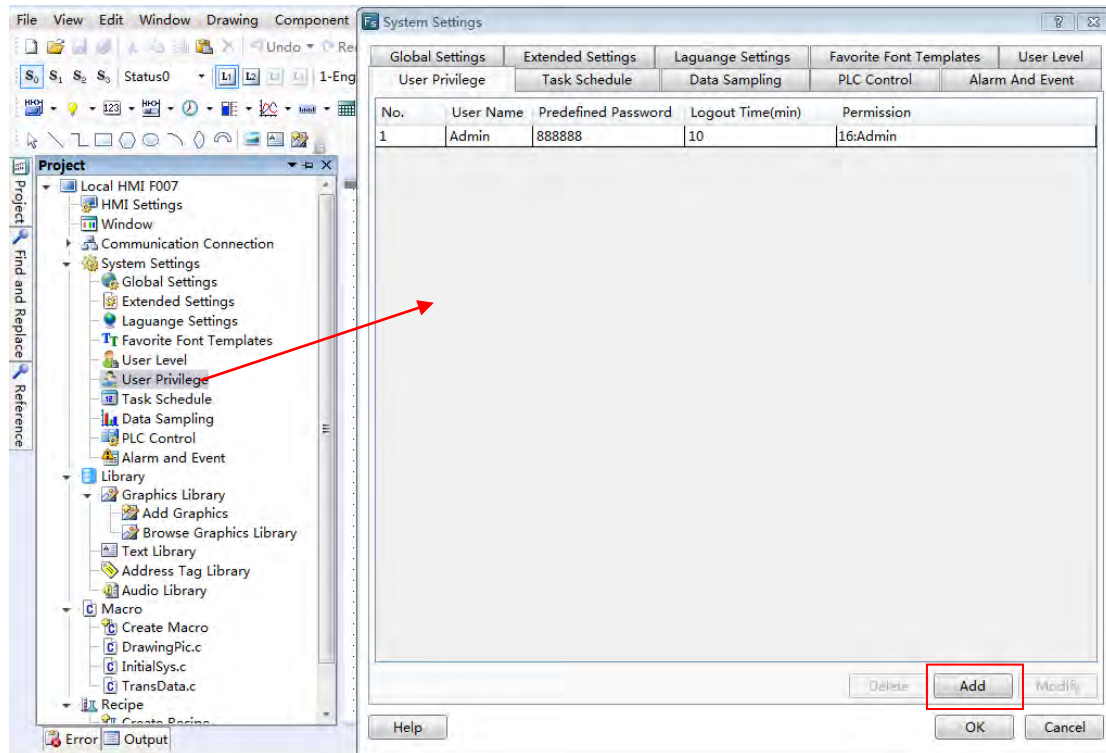 File View Edit Window Drawing Component
Undo Re
S0 S1 S2 S3 Status0 L1 L2 1-Eng
123
Project
Project
Find and Replace
Reference
Local HMI F007
HMI Settings
Window
Communication Connection
System Settings
Global Settings
Extended Settings
Laguange Settings
Favorite Font Templates
User Level
User Privilege
Task Schedule
Data Sampling
PLC Control
Alarm and Event
Library
Graphics Library
Add Graphics
Browse Graphics Library
Text Library
Address Tag Library
Audio Library
Macro
Create Macro
DrawingPic.c
InitialSys.c
TransData.c
Recipe
Create Recipe
Error Output
System Settings
Global Settings Extended Settings Laguange Settings Favorite Font Templates User Level
User Privilege Task Schedule Data Sampling PLC Control Alarm And Event
No. User Name Predefined Password Logout Time(min) Permission
1 Admin 888888 10 16:Admin
Delete Add Modify
Help OK Cancel